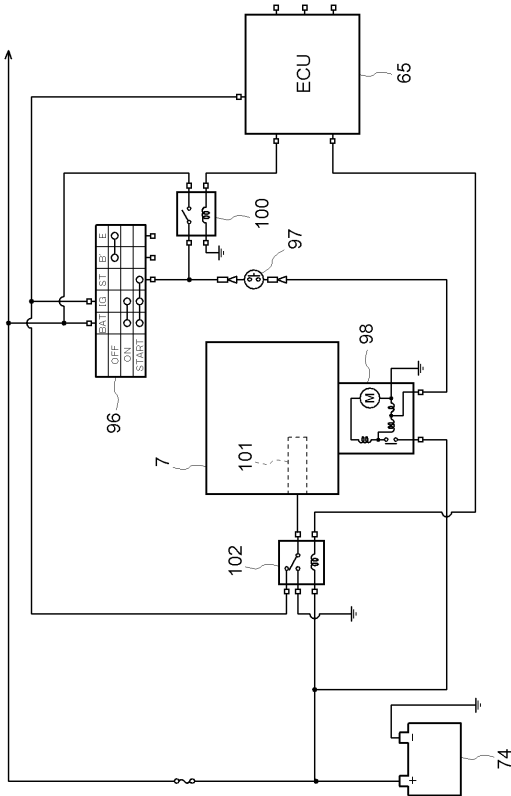 ECU
65
100
BAT IG ST B' E
OFF
ON
START
96
97
98
M
7
101
102
+
−
74